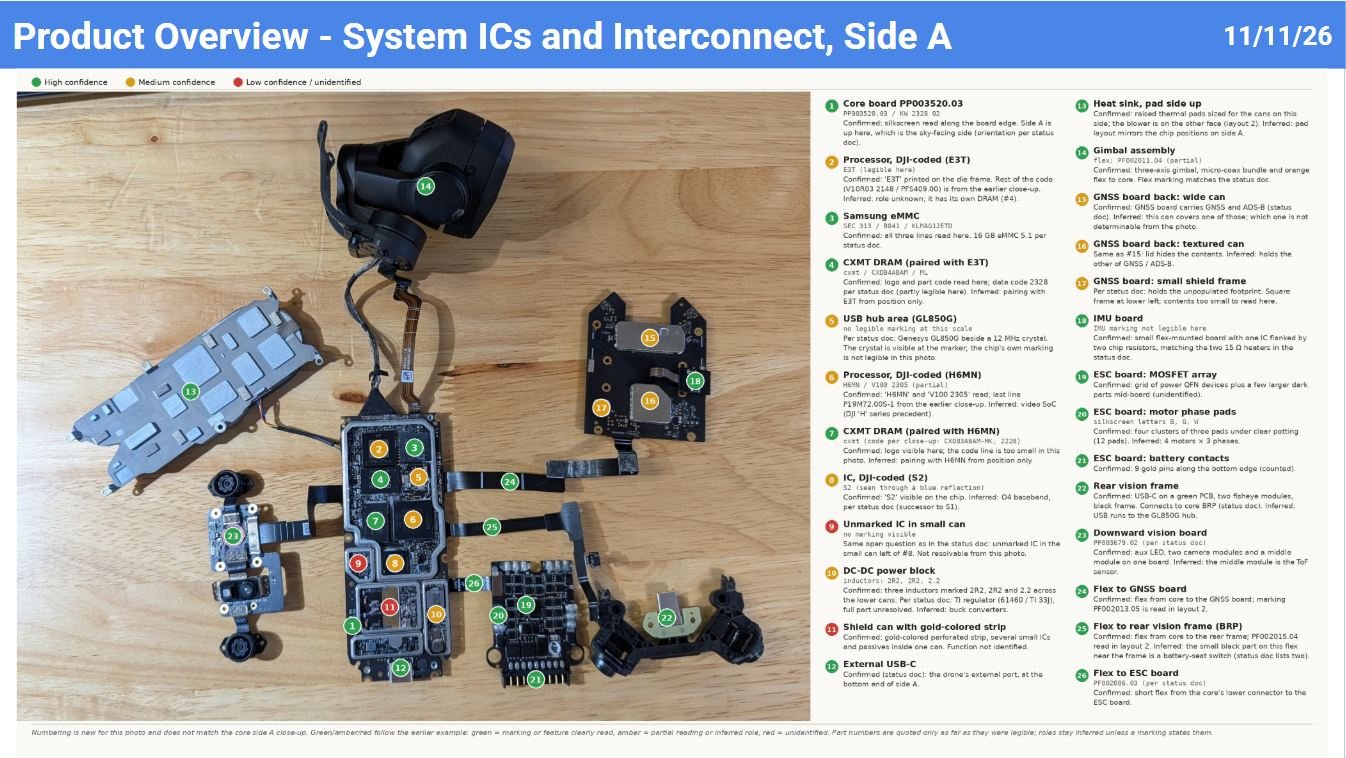 Product Overview - System ICs and Interconnect, Side A
11/11/26
High confidence
Medium confidence
Low confidence / unidentified
1
Core board PP003520.03
PP003520.03 / KW 2328 02
Confirmed: silkscreen read along the board edge. Side A is
up here, which is the sky-facing side (orientation per status
doc).
2
Processor, DJI-coded (E3T)
E3T (legible here)
Confirmed: 'E3T' printed on the die frame. Rest of the code
(V10R03 2148 / PFS409.00) is from the earlier close-up.
Inferred: role unknown; it has its own DRAM (#4).
3
Samsung eMMC
SEC 313 / B041 / KLMAG1JETD
Confirmed: all three lines read here. 16 GB eMMC 5.1 per
status doc.
4
CXMT DRAM (paired with E3T)
cxmt / CXDB4ABAM / ML
Confirmed: logo and part code read here; date code 2328
per status doc (partly legible here). Inferred: pairing with
E3T from position only.
5
USB hub area (GL850G)
no legible marking at this scale
Per status doc: Genesys GL850G beside a 12 MHz crystal.
The crystal is visible at the marker; the chip's own marking
is not legible in this photo.
6
Processor, DJI-coded (H6MN)
H6MN / V100 2305 (partial)
Confirmed: 'H6MN' and 'V100 2305' read; last line
P19M72.00S-1 from the earlier close-up. Inferred: video SoC
(DJI 'H' series precedent).
7
CXMT DRAM (paired with H6MN)
cxmt (code per close-up: CXDB3ABAM-MK, 2228)
Confirmed: logo visible here; the code line is too small in this
photo. Inferred: pairing with H6MN from position only.
8
IC, DJI-coded (S2)
S2 (seen through a blue reflection)
Confirmed: 'S2' visible on the chip. Inferred: O4 baseband,
per status doc (successor to S1).
9
Unmarked IC in small can
no marking visible
Same open question as in the status doc: unmarked IC in the
small can left of #8. Not resolvable from this photo.
10
DC-DC power block
inductors: 2R2, 2R2, 2.2
Confirmed: three inductors marked 2R2, 2R2 and 2.2 across
the lower cans. Per status doc: TI regulator (61460 / TI 33J),
full part unresolved. Inferred: buck converters.
11
Shield can with gold-colored strip
Confirmed: gold-colored perforated strip, several small ICs
and passives inside one can. Function not identified.
12
External USB-C
Confirmed (status doc): the drone's external port, at the
bottom end of side A.
13
Heat sink, pad side up
Confirmed: raised thermal pads sized for the cans on this
side; the blower is on the other face (layout 2). Inferred: pad
layout mirrors the chip positions on side A.
14
Gimbal assembly
flex: PF002011.04 (partial)
Confirmed: three-axis gimbal, micro-coax bundle and orange
flex to core. Flex marking matches the status doc.
15
GNSS board back: wide can
Confirmed: GNSS board carries GNSS and ADS-B (status
doc). Inferred: this can covers one of those; which one is not
determinable from the photo.
16
GNSS board back: textured can
Same as #15: lid hides the contents. Inferred: holds the
other of GNSS / ADS-B.
17
GNSS board: small shield frame
Per status doc: holds the unpopulated footprint. Square
frame at lower left; contents too small to read here.
18
IMU board
IMU marking not legible here
Confirmed: small flex-mounted board with one IC flanked by
two chip resistors, matching the two 15 Ω heaters in the
status doc.
19
ESC board: MOSFET array
Confirmed: grid of power QFN devices plus a few larger dark
parts mid-board (unidentified).
20
ESC board: motor phase pads
silkscreen letters B, G, W
Confirmed: four clusters of three pads under clear potting
(12 pads). Inferred: 4 motors × 3 phases.
21
ESC board: battery contacts
Confirmed: 9 gold pins along the bottom edge (counted).
22
Rear vision frame
Confirmed: USB-C on a green PCB, two fisheye modules,
black frame. Connects to core BRP (status doc). Inferred:
USB runs to the GL850G hub.
23
Downward vision board
PP003679.02 (per status doc)
Confirmed: aux LED, two camera modules and a middle
module on one board. Inferred: the middle module is the ToF
sensor.
24
Flex to GNSS board
Confirmed: flex from core to the GNSS board; marking
PF002013.05 is read in layout 2.
25
Flex to rear vision frame (BRP)
Confirmed: flex from core to the rear frame; PF002015.04
read in layout 2. Inferred: the small black part on this flex
near the frame is a battery-seat switch (status doc lists two).
26
Flex to ESC board
PF002006.03 (per status doc)
Confirmed: short flex from the core's lower connector to the
ESC board.
14
15
18
13
16
17
2
3
4
5
24
7
6
25
23
9
8
26
11
10
19
20
1
22
12
21
Numbering is new for this photo and does not match the core side A close-up. Green/amber/red follow the earlier example: green = marking or feature clearly read, amber = partial reading or inferred role, red = unidentified. Part numbers are quoted only as far as they were legible; roles stay inferred unless a marking states them.